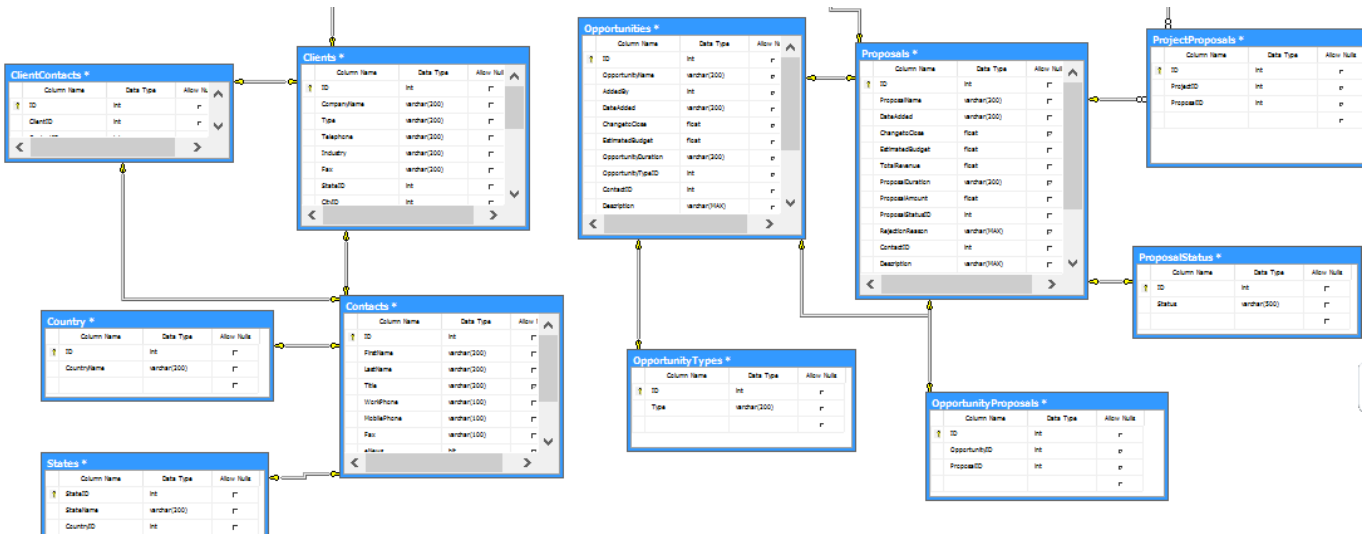 ClientContacts *
Column Name Data Type Allow Nu
ID int
ClientID int
Clients *
Column Name Data Type Allow Null
ID int
CompanyName varchar(200)
Type varchar(200)
Telephone varchar(200)
Industry varchar(200)
Fax varchar(200)
StateID int
CityID int
Opportunities *
Column Name Data Type Allow Nu
ID int
OpportunityName varchar(200)
AddedBy int
DateAdded varchar(200)
ChangetoClose float
EstimatedBudget float
OpportunityDuration varchar(200)
OpportunityTypeID int
ContactID int
Description varchar(MAX)
Proposals *
Column Name Data Type Allow Null
ID int
ProposalName varchar(200)
DateAdded varchar(200)
ChangetoClose float
EstimatedBudget float
TotalRevenue float
ProposalDuration varchar(200)
ProposalAmount float
ProposalStatusID int
RejectionReason varchar(MAX)
ContactID int
Description varchar(MAX)
ProjectProposals *
Column Name Data Type Allow Nulls
ID int
ProjectID int
ProposalID int
ProposalStatus *
Column Name Data Type Allow Nulls
ID int
Status varchar(500)
Country *
Column Name Data Type Allow Nulls
ID int
CountryName varchar(200)
Contacts *
Column Name Data Type Allow
ID int
FirstName varchar(200)
LastName varchar(200)
Title varchar(200)
WorkPhone varchar(100)
MobilePhone varchar(100)
Fax varchar(100)
eNews bit
OpportunityTypes *
Column Name Data Type Allow Nulls
ID int
Type varchar(200)
OpportunityProposals *
Column Name Data Type Allow Nulls
ID int
OpportunityID int
ProposalID int
States *
Column Name Data Type Allow Nulls
StateID int
StateName varchar(200)
CountryID int